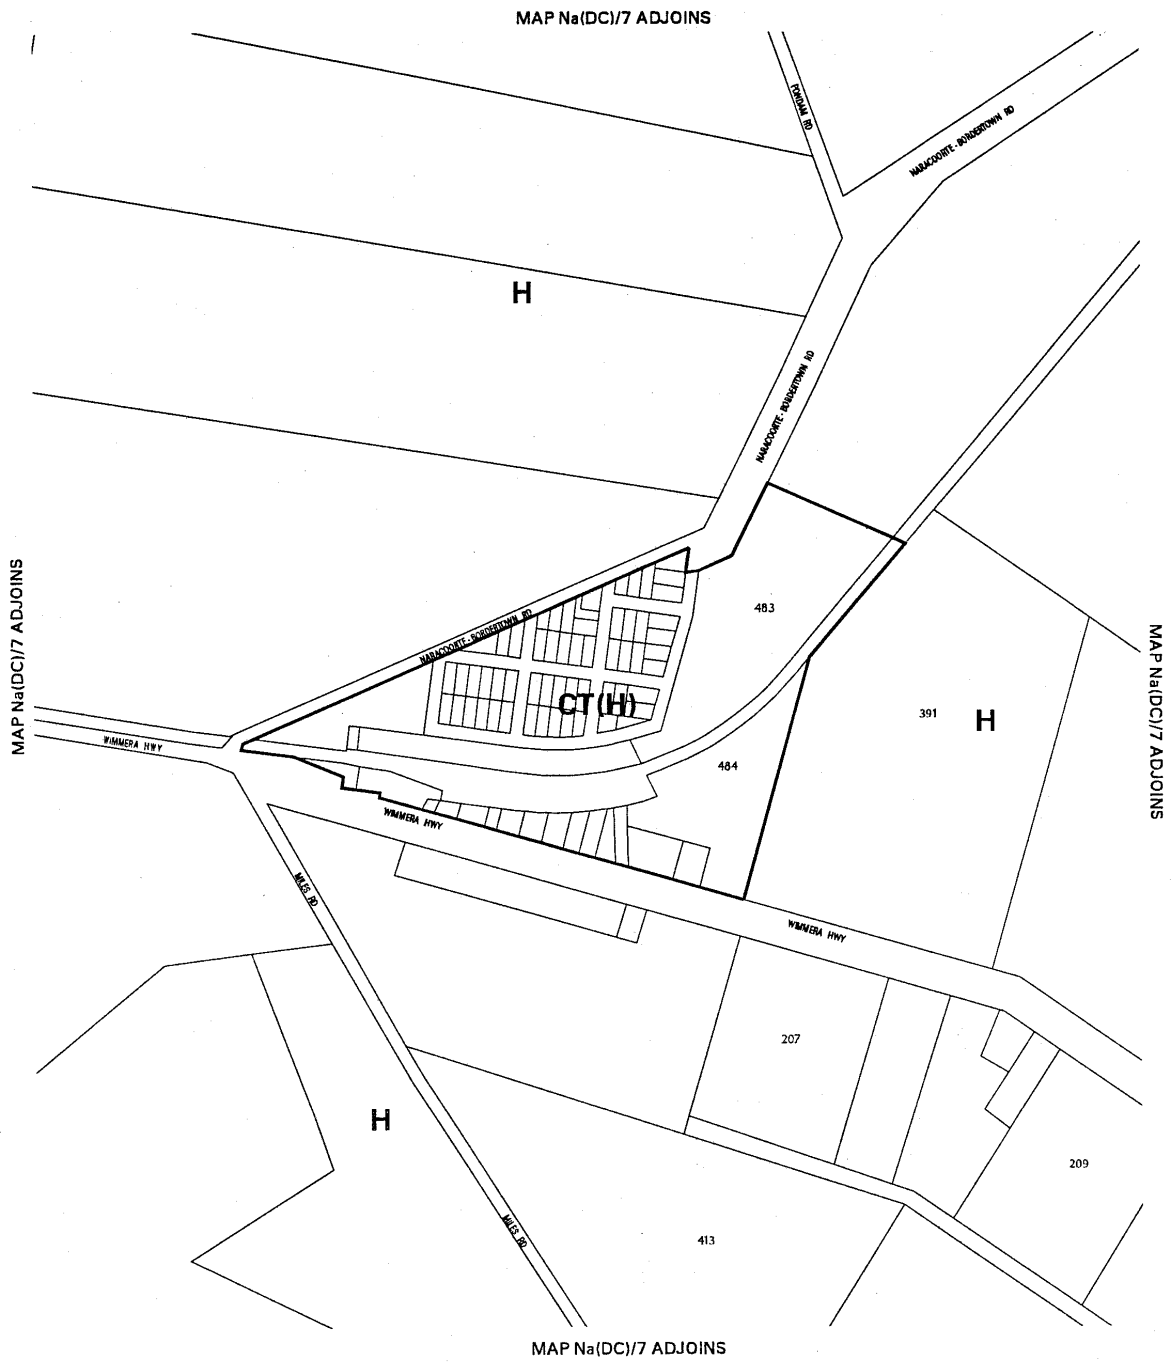 MAP Na(DC)/7 ADJOINS
PONDAM RD
NARACOORTE-BORDERTOWN RD
H
NARACOORTE-BORDERTOWN RD
483
NARACOORTE-BORDERTOWN RD
MAP Na(DC)/7 ADJOINS
MAP Na(DC)/7 ADJOINS
CT(H)
391
H
WIMMERA HWY
484
WIMMERA HWY
MILES RD
WIMMERA HWY
207
H
209
MILES RD
413
MAP Na(DC)/7 ADJOINS